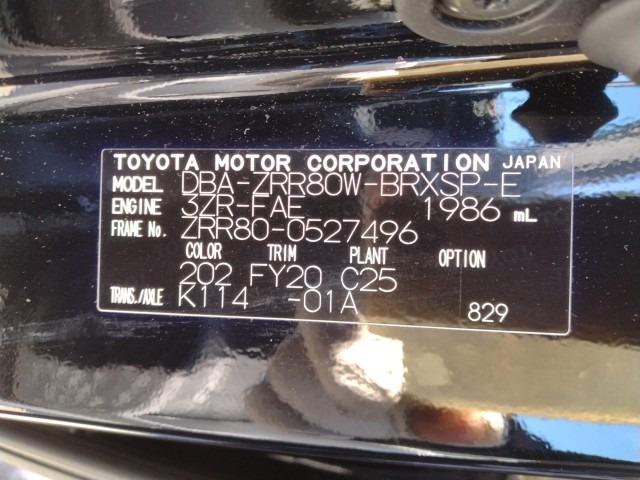 TOYOTA MOTOR CORPORATION JAPAN
MODEL DBA-ZRR80W-BRXSP-E
ENGINE 3ZR-FAE 1986 mL
FRAME No. ZRR80-0527496
COLOR TRIM PLANT OPTION
202 FY20 C25
TRANS./AXLE K114 -01A 829